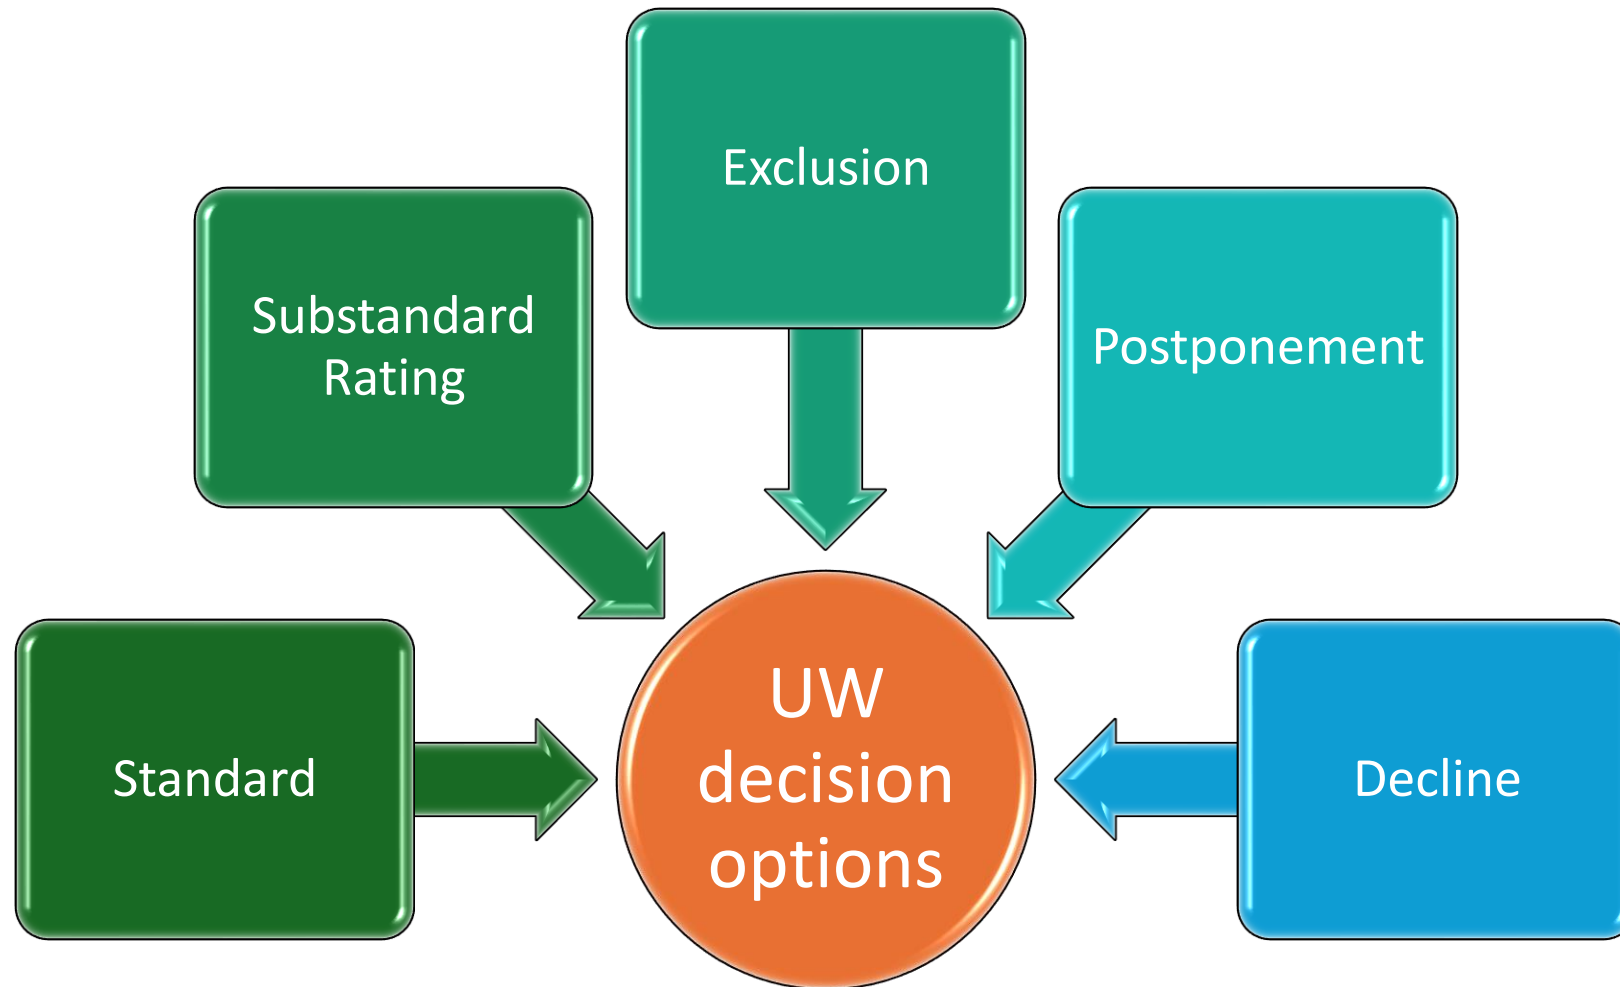 Exclusion
Substandard
Rating
Postponement
Standard
UW
decision
options
Decline